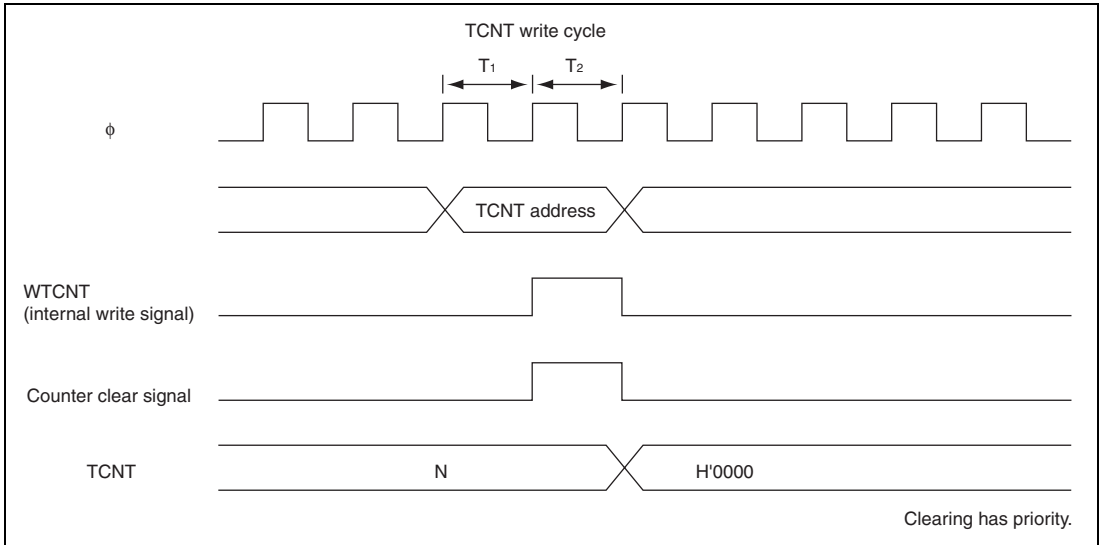 TCNT write cycle
T1 T2
ϕ
TCNT address
WTCNT
(internal write signal)
Counter clear signal
TCNT N H'0000
Clearing has priority.